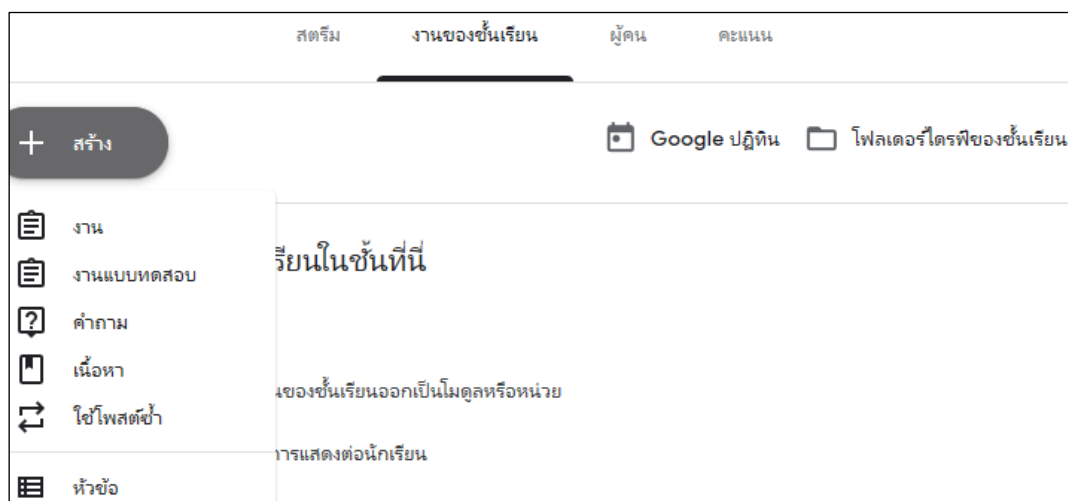 สตรีม งานของชั้นเรียน ผู้คน คะแนน
สร้าง Google ปฏิทิน โฟลเดอร์ไดรฟ์ของชั้นเรียน
งาน
รียนในชั้นที่นี่
งานแบบทดสอบ
คำถาม
เนื้อหา
นของชั้นเรียนออกเป็นโมดูลหรือหน่วย
ใช้โพสต์ซ้ำ
การแสดงต่อนักเรียน
หัวข้อ